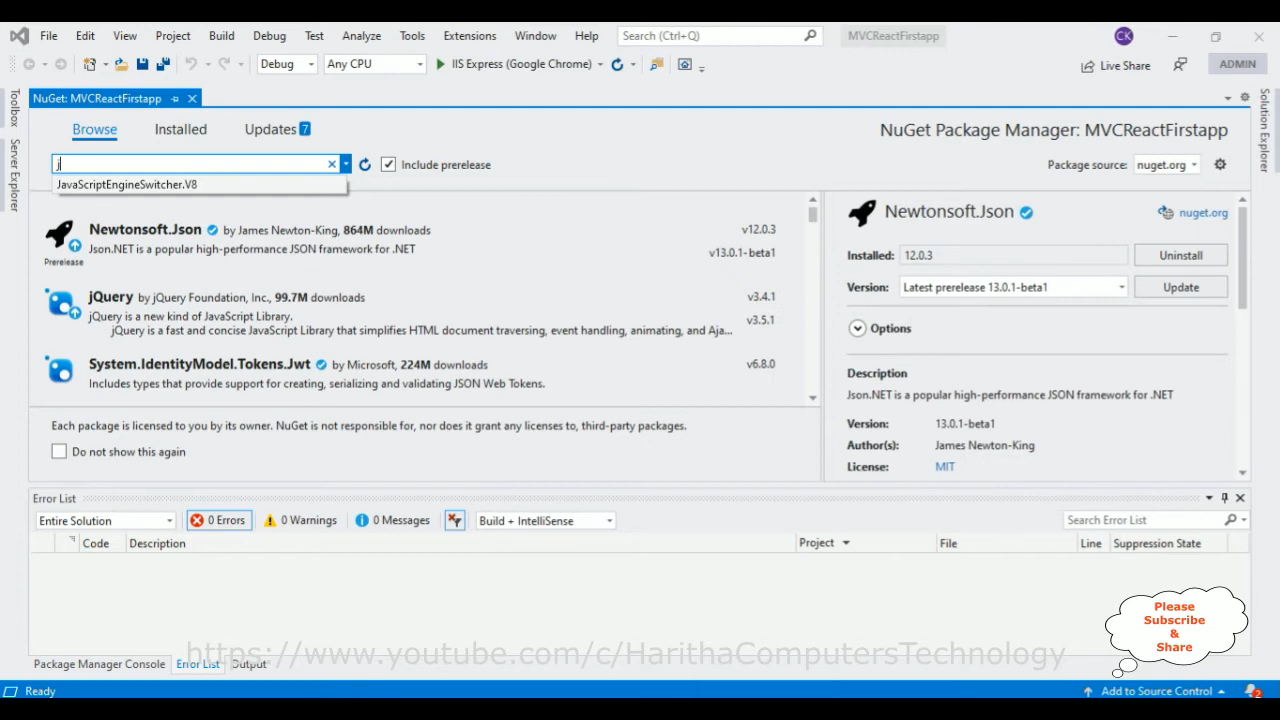 File Edit View Project Build Debug Test Analyze Tools Extensions Window Help Search (Ctrl+Q) MVCReactFirstapp CK
Debug Any CPU IIS Express (Google Chrome) Live Share ADMIN
NuGet: MVCReactFirstapp
Toolbox
Server Explorer
Solution Explorer
Browse Installed Updates 7 NuGet Package Manager: MVCReactFirstapp
j Include prerelease Package source: nuget.org
JavaScriptEngineSwitcher.V8
Newtonsoft.Json by James Newton-King, 864M downloads v12.0.3
Json.NET is a popular high-performance JSON framework for .NET v13.0.1-beta1
Prerelease
jQuery by jQuery Foundation, Inc., 99.7M downloads v3.4.1
jQuery is a new kind of JavaScript Library. v3.5.1
jQuery is a fast and concise JavaScript Library that simplifies HTML document traversing, event handling, animating, and Aja...
System.IdentityModel.Tokens.Jwt by Microsoft, 224M downloads v6.8.0
Includes types that provide support for creating, serializing and validating JSON Web Tokens.
Each package is licensed to you by its owner. NuGet is not responsible for, nor does it grant any licenses to, third-party packages.
Do not show this again
Newtonsoft.Json nuget.org
Installed: 12.0.3 Uninstall
Version: Latest prerelease 13.0.1-beta1 Update
Options
Description
Json.NET is a popular high-performance JSON framework for .NET
Version: 13.0.1-beta1
Author(s): James Newton-King
License: MIT
Error List
Entire Solution 0 Errors 0 Warnings 0 Messages Build + IntelliSense Search Error List
Code Description Project File Line Suppression State
Please
Subscribe
&
Share
https://www.youtube.com/c/HarithaComputersTechnology
Package Manager Console Error List Output
Ready Add to Source Control 2